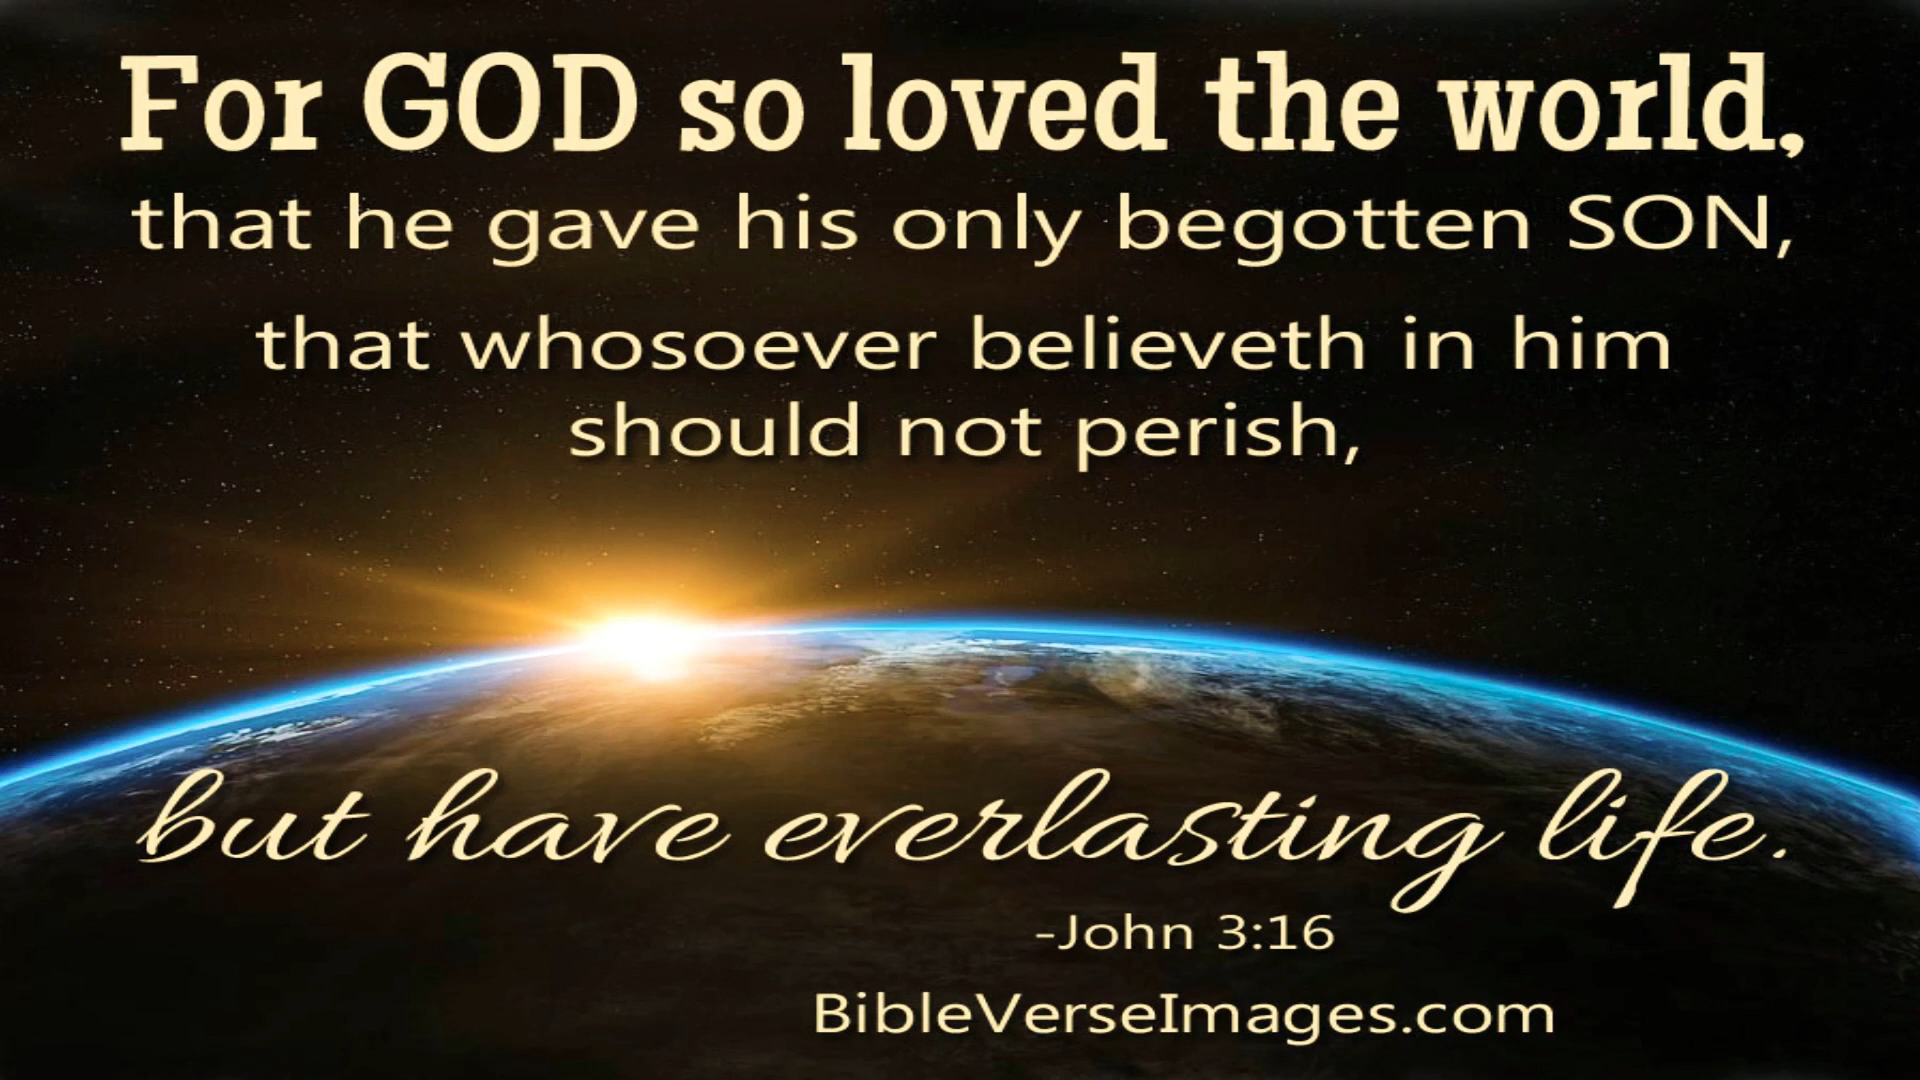 For GOD so loved the world,
that he gave his only begotten SON,
that whosoever believeth in him
should not perish,
but have everlasting life.
-John 3:16
BibleVerseImages.com